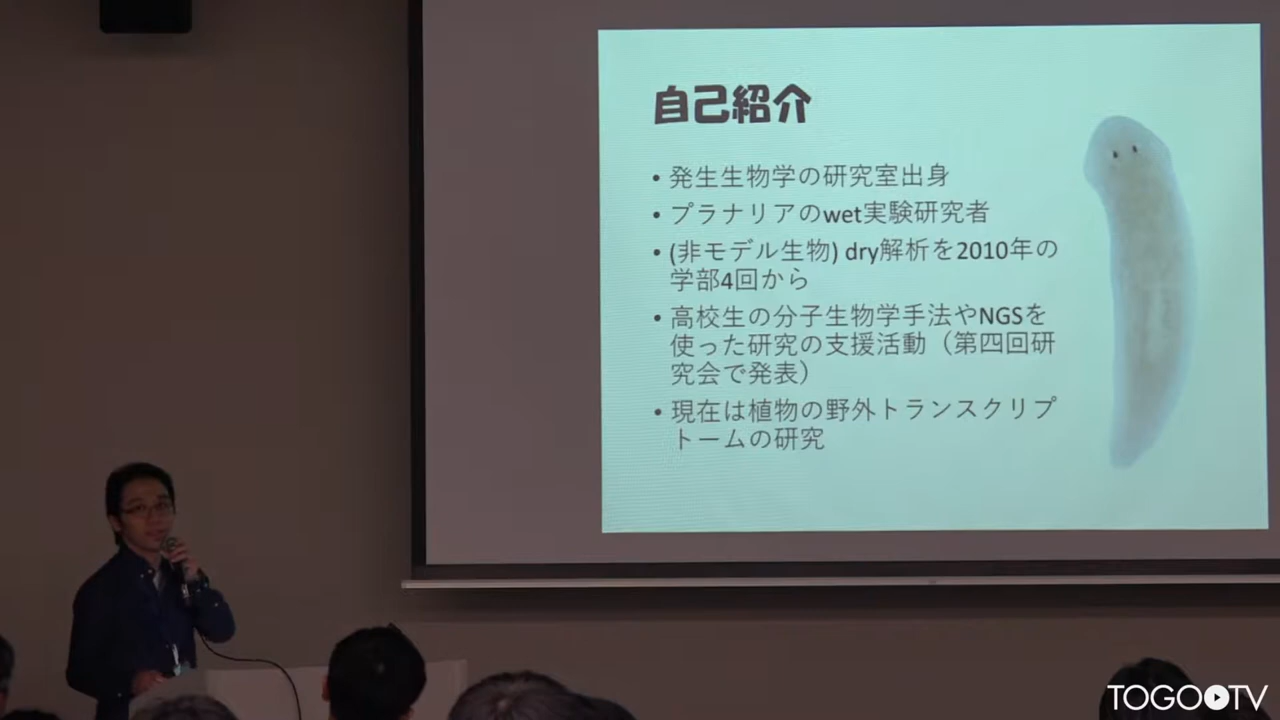 自己紹介
• 発生生物学の研究室出身
• プラナリアのwet実験研究者
• (非モデル生物) dry解析を2010年の
学部4回から
• 高校生の分子生物学手法やNGSを
使った研究の支援活動（第四回研
究会で発表）
• 現在は植物の野外トランスクリプ
トームの研究
TOGO TV